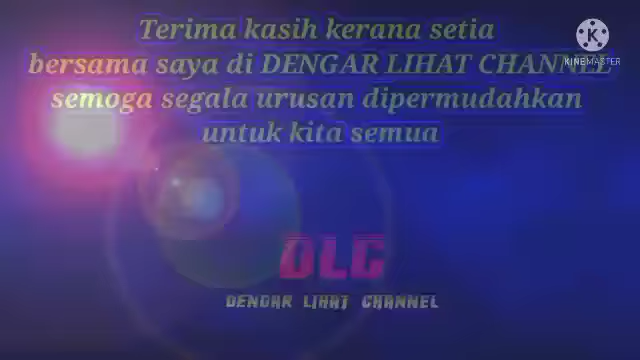 Terima kasih kerana setia
bersama saya di DENGAR LIHAT CHANNEL
semoga segala urusan dipermudahkan
untuk kita semua
K
KINEMASTER
DLC
DENGAR LIHAT CHANNEL